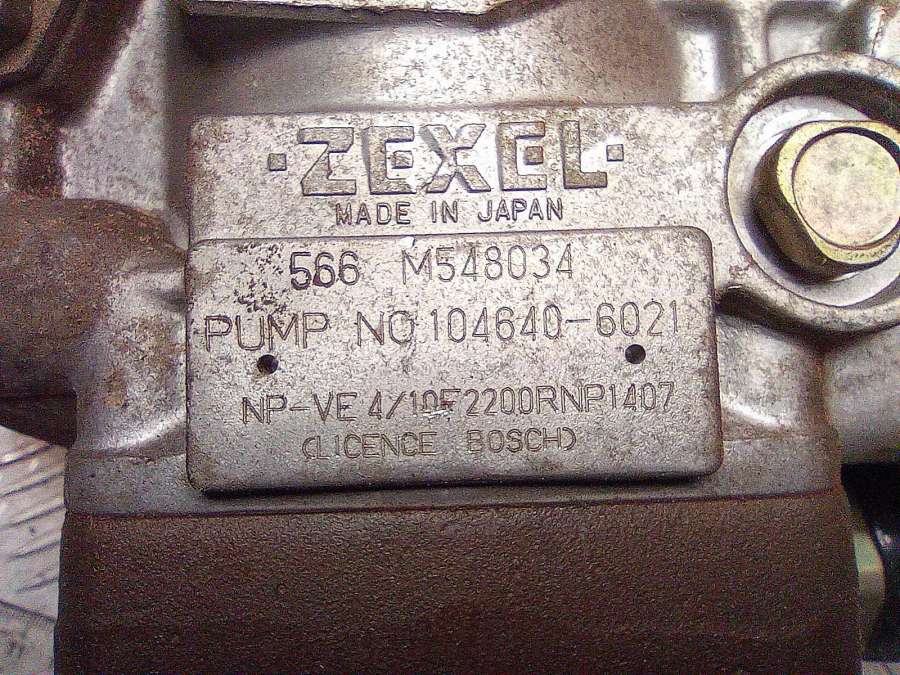 ·ZEXEL·
MADE IN JAPAN
566 M548034
PUMP NO 104640-6021
NP-VE4/10F2200RNP1407
(LICENCE BOSCH)